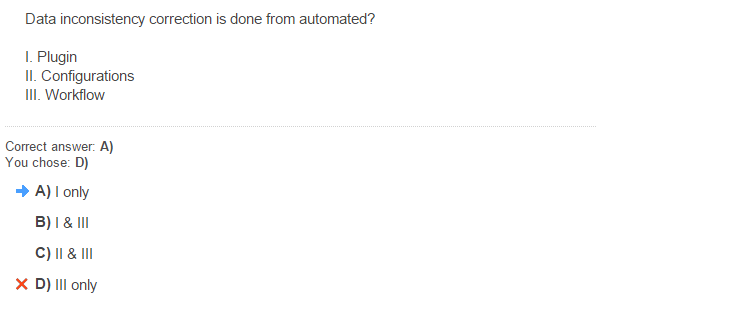 Data inconsistency correction is done from automated?
I. Plugin
II. Configurations
III. Workflow
Correct answer: A)
You chose: D)
A) I only
B) I & III
C) II & III
D) III only